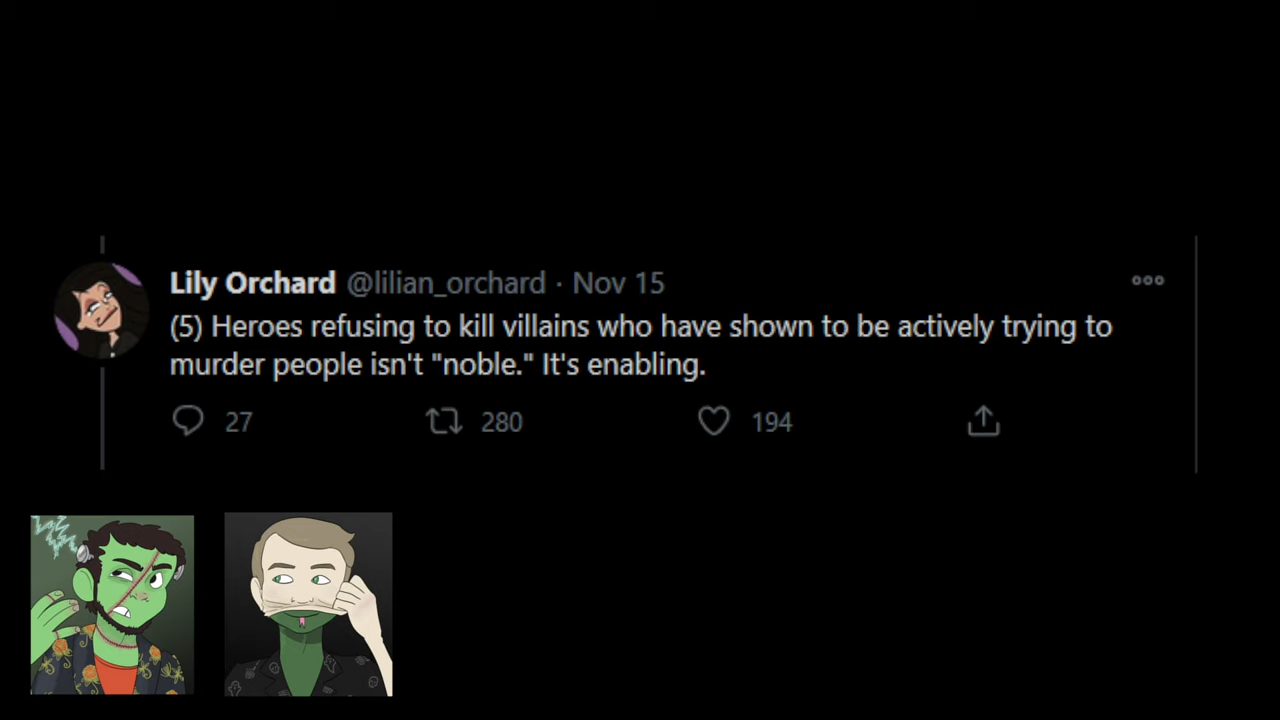 Lily Orchard @lilian_orchard · Nov 15
(5) Heroes refusing to kill villains who have shown to be actively trying to
murder people isn't "noble." It's enabling.
27 280 194